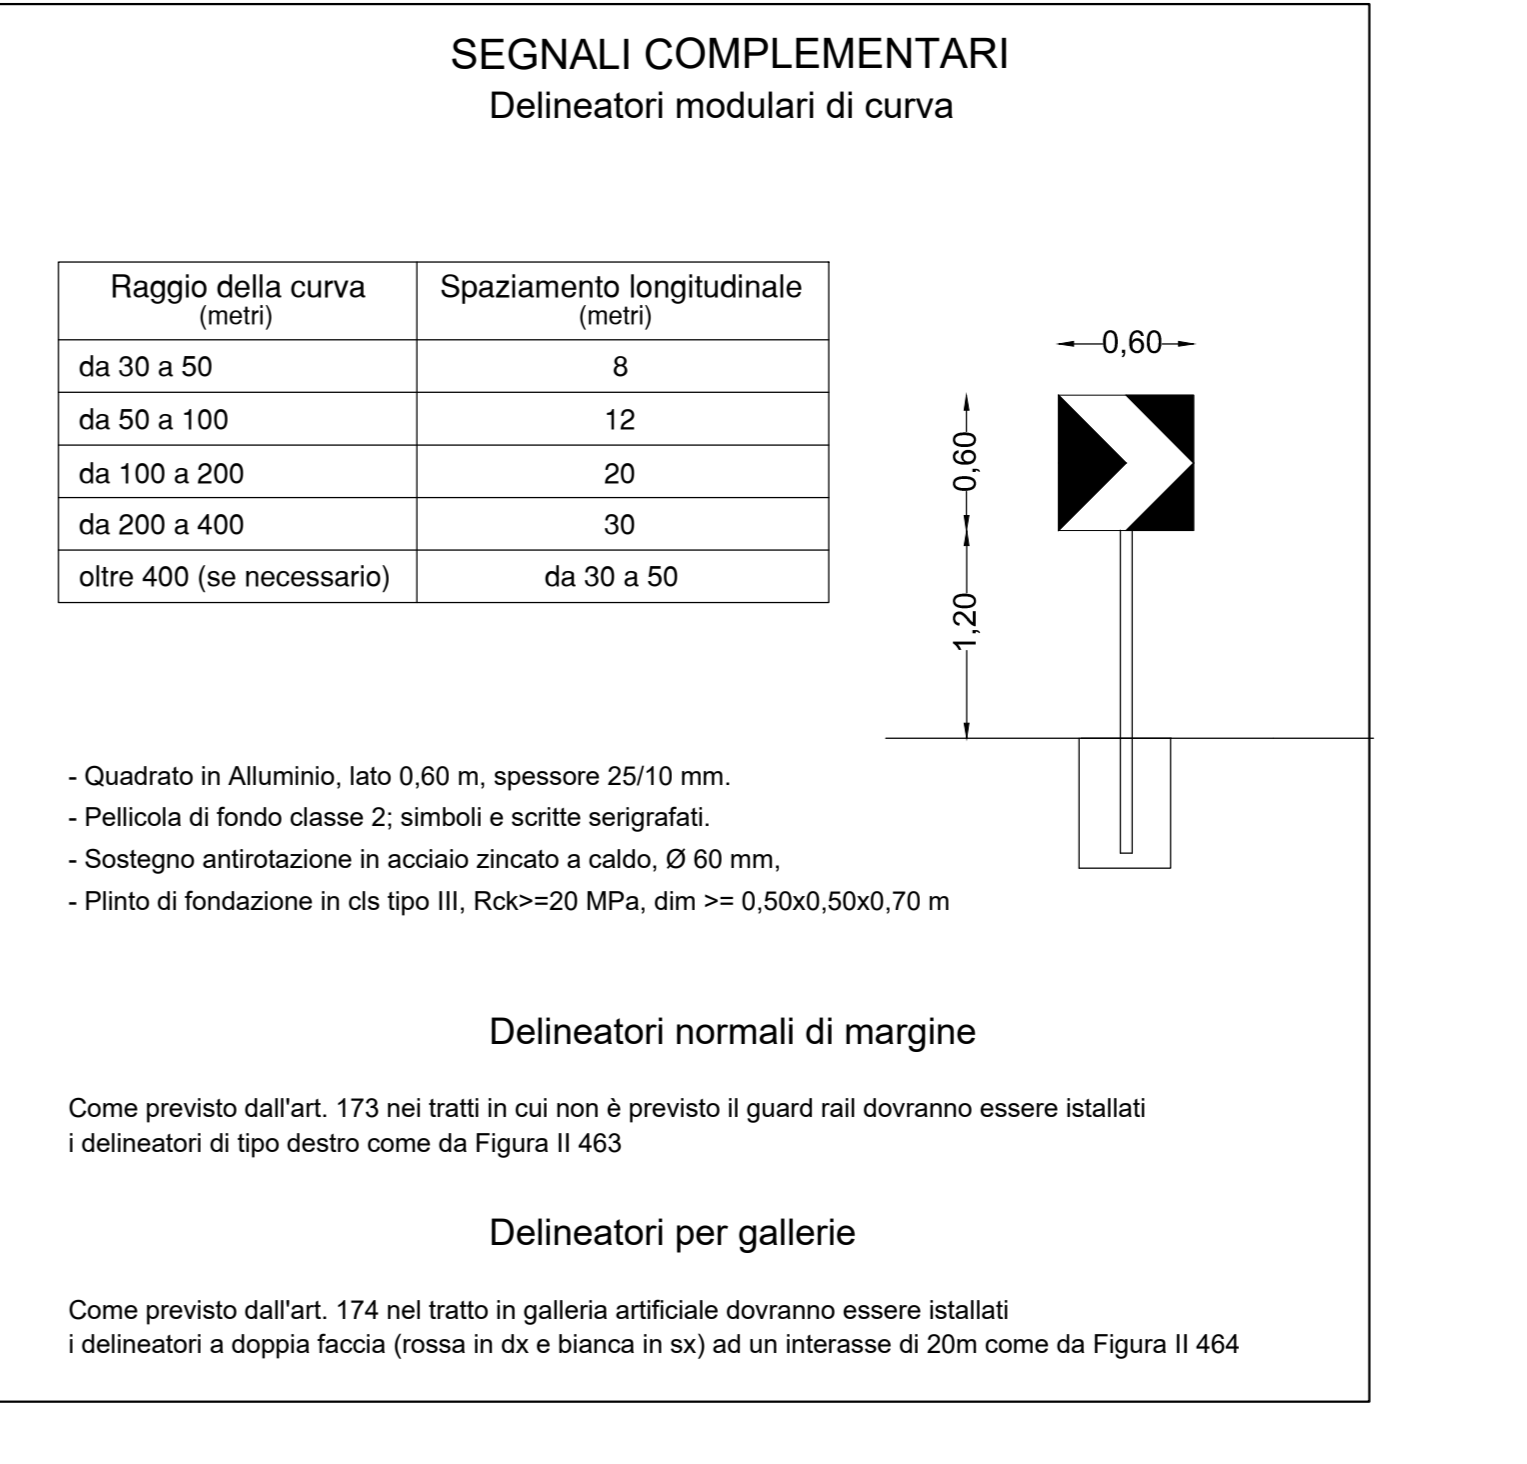 SEGNALI COMPLEMENTARI
Delineatori modulari di curva
Raggio della curva Spaziamento longitudinale
(metri) (metri)
da 30 a 50 8
da 50 a 100 12
da 100 a 200 20
da 200 a 400 30
oltre 400 (se necessario) da 30 a 50
0,60
0,60
1,20
- Quadrato in Alluminio, lato 0,60 m, spessore 25/10 mm.
- Pellicola di fondo classe 2; simboli e scritte serigrafati.
- Sostegno antirotazione in acciaio zincato a caldo, Ø 60 mm,
- Plinto di fondazione in cls tipo III, Rck>=20 MPa, dim >= 0,50x0,50x0,70 m
Delineatori normali di margine
Come previsto dall'art. 173 nei tratti in cui non è previsto il guard rail dovranno essere istallati
i delineatori di tipo destro come da Figura II 463
Delineatori per gallerie
Come previsto dall'art. 174 nel tratto in galleria artificiale dovranno essere istallati
i delineatori a doppia faccia (rossa in dx e bianca in sx) ad un interasse di 20m come da Figura II 464